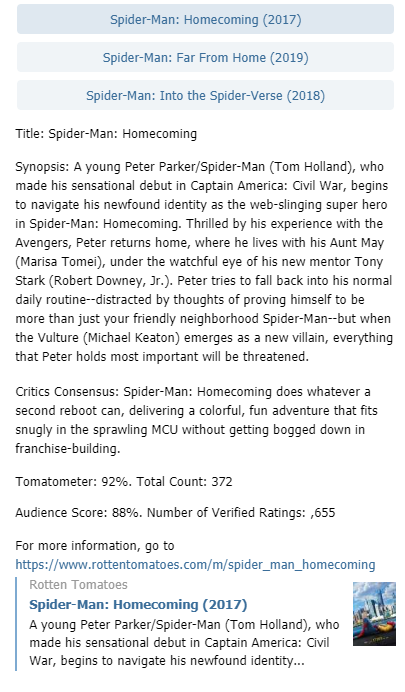 Spider-Man: Homecoming (2017)
Spider-Man: Far From Home (2019)
Spider-Man: Into the Spider-Verse (2018)
Title: Spider-Man: Homecoming
Synopsis: A young Peter Parker/Spider-Man (Tom Holland), who
made his sensational debut in Captain America: Civil War, begins
to navigate his newfound identity as the web-slinging super hero
in Spider-Man: Homecoming. Thrilled by his experience with the
Avengers, Peter returns home, where he lives with his Aunt May
(Marisa Tomei), under the watchful eye of his new mentor Tony
Stark (Robert Downey, Jr.). Peter tries to fall back into his normal
daily routine--distracted by thoughts of proving himself to be
more than just your friendly neighborhood Spider-Man--but when
the Vulture (Michael Keaton) emerges as a new villain, everything
that Peter holds most important will be threatened.
Critics Consensus: Spider-Man: Homecoming does whatever a
second reboot can, delivering a colorful, fun adventure that fits
snugly in the sprawling MCU without getting bogged down in
franchise-building.
Tomatometer: 92%. Total Count: 372
Audience Score: 88%. Number of Verified Ratings: ,655
For more information, go to
https://www.rottentomatoes.com/m/spider_man_homecoming
Rotten Tomatoes
Spider-Man: Homecoming (2017)
A young Peter Parker/Spider-Man (Tom Holland), who
made his sensational debut in Captain America: Civil
War, begins to navigate his newfound identity...